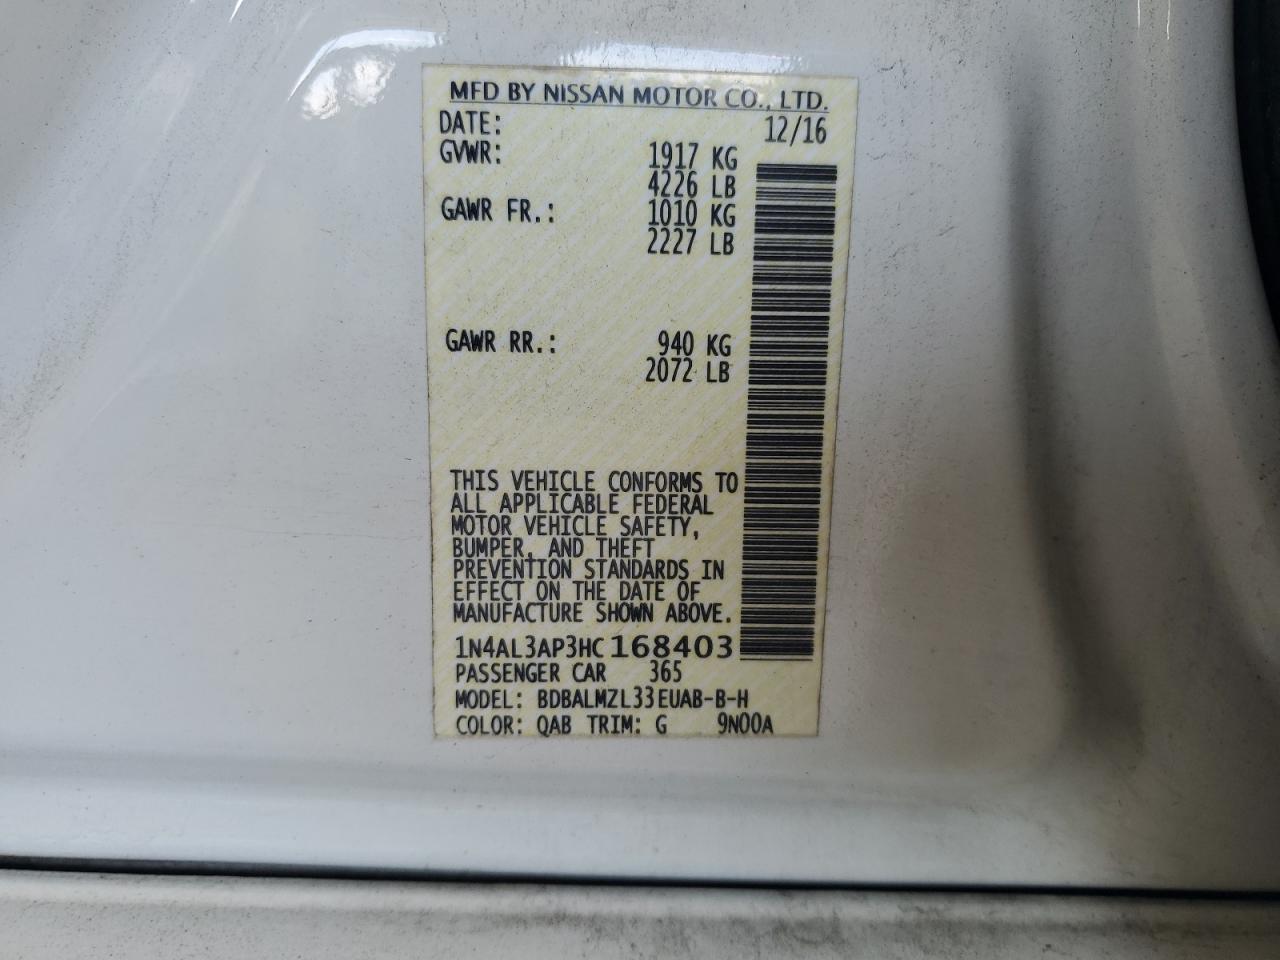 MFD BY NISSAN MOTOR CO., LTD.
DATE: 12/16
GVWR: 1917 KG
4226 LB
GAWR FR.: 1010 KG
2227 LB
GAWR RR.: 940 KG
2072 LB
THIS VEHICLE CONFORMS TO
ALL APPLICABLE FEDERAL
MOTOR VEHICLE SAFETY,
BUMPER, AND THEFT
PREVENTION STANDARDS IN
EFFECT ON THE DATE OF
MANUFACTURE SHOWN ABOVE.
1N4AL3AP3HC168403
PASSENGER CAR 365
MODEL: BDBALMZL33EUAB-B-H
COLOR: QAB TRIM: G 9N00A